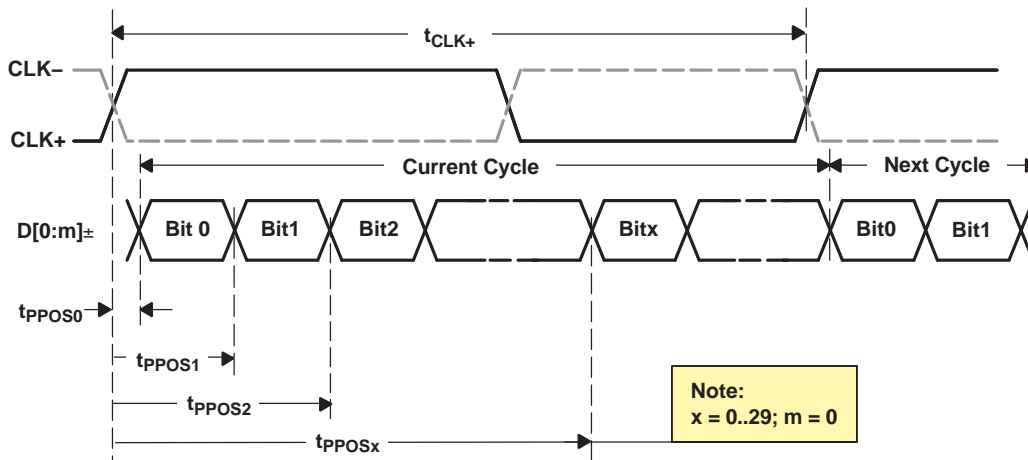 tCLK+
CLK–
CLK+
Current Cycle
Next Cycle
D[0:m]±
Bit 0
Bit1
Bit2
Bitx
Bit0
Bit1
tPPOS0
tPPOS1
tPPOS2
tPPOSx
Note:
x = 0..29; m = 0